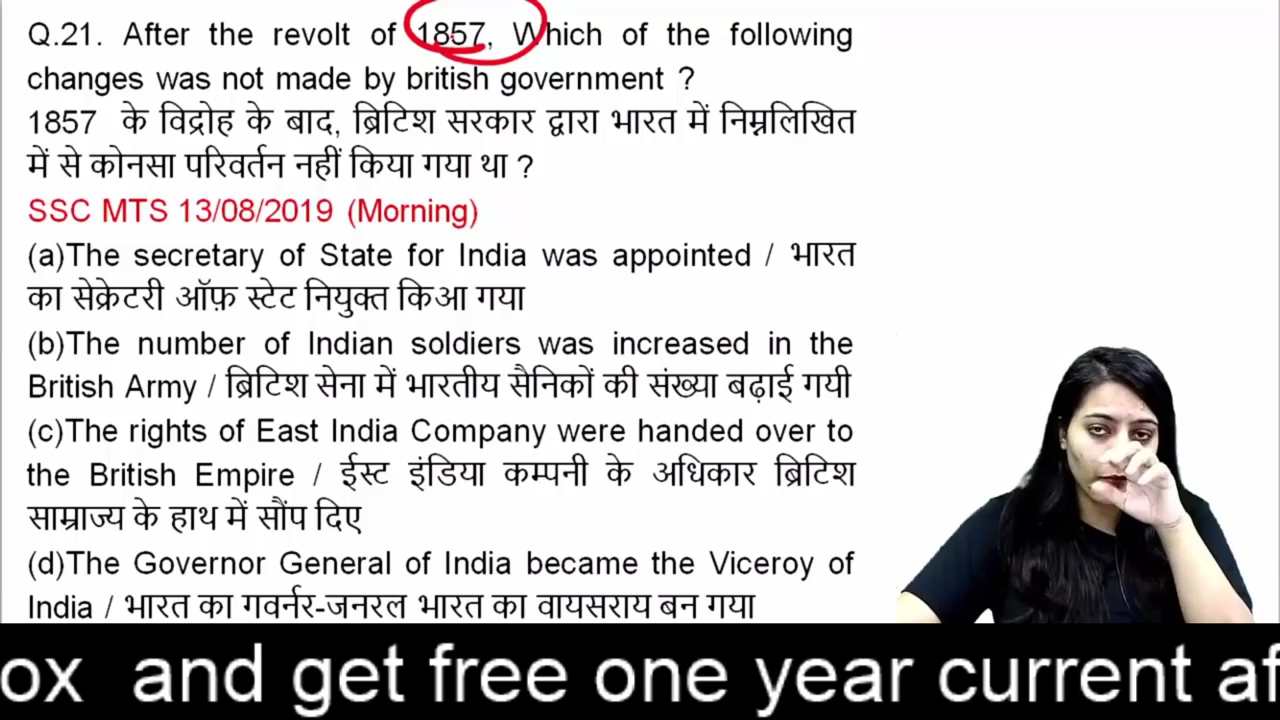 Q.21. After the revolt of 1857, Which of the following
changes was not made by british government ?
1857 के विद्रोह के बाद, ब्रिटिश सरकार द्वारा भारत में निम्नलिखित
में से कोनसा परिवर्तन नहीं किया गया था ?
SSC MTS 13/08/2019 (Morning)
(a)The secretary of State for India was appointed / भारत
का सेक्रेटरी ऑफ़ स्टेट नियुक्त किआ गया
(b)The number of Indian soldiers was increased in the
British Army / ब्रिटिश सेना में भारतीय सैनिकों की संख्या बढ़ाई गयी
(c)The rights of East India Company were handed over to
the British Empire / ईस्ट इंडिया कम्पनी के अधिकार ब्रिटिश
साम्राज्य के हाथ में सौंप दिए
(d)The Governor General of India became the Viceroy of
India / भारत का गवर्नर-जनरल भारत का वायसराय बन गया
ox and get free one year current af